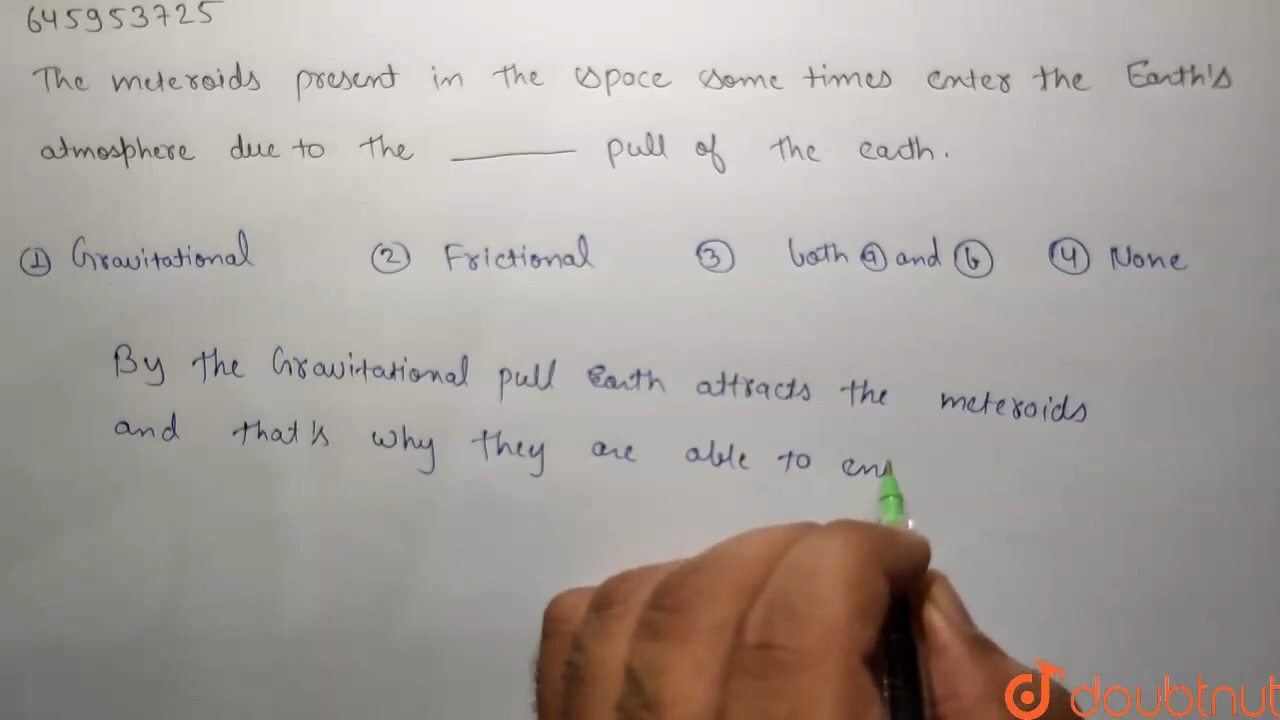 645953725
The meteroids present in the space some times enter the Earth's
atmosphere due to the ______ pull of the earth.
① Gravitational ② Frictional ③ both ⓐ and ⓑ ④ None
By the Gravitational pull Earth attracts the meteroids
and that's why they are able to en
doubtnut